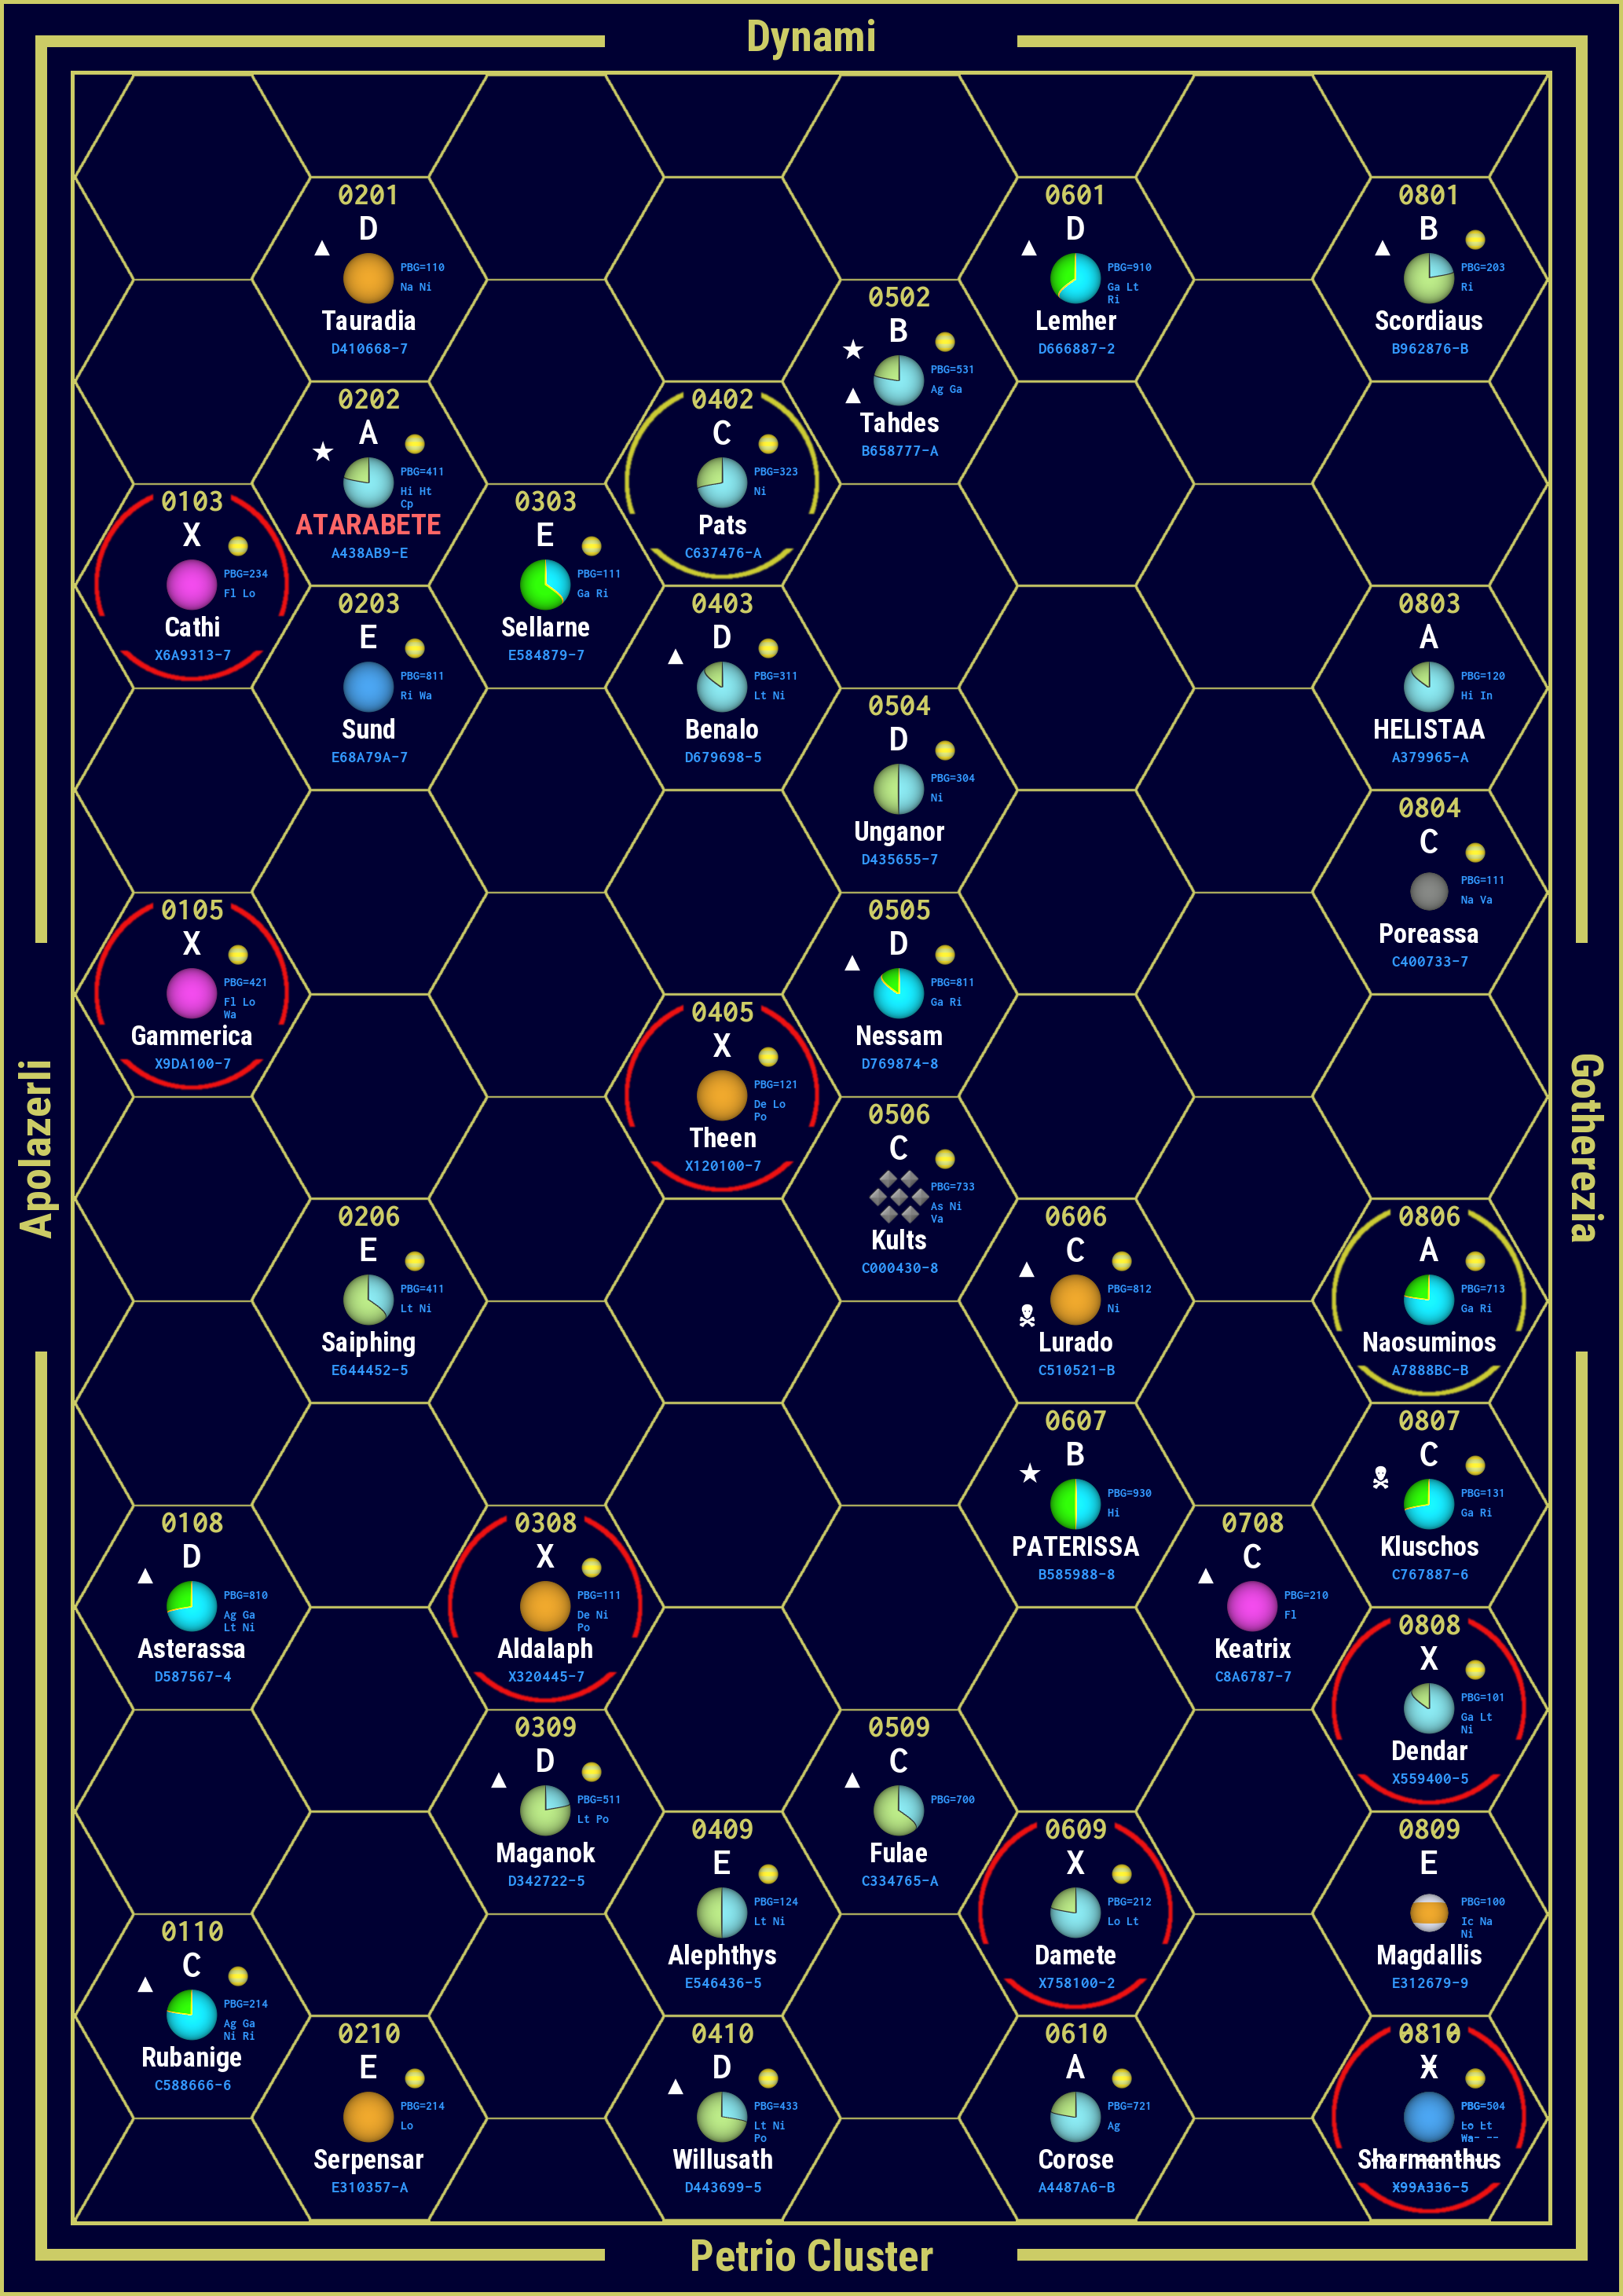 Dynami
0201
D
PBG=110
Na Ni
Tauradia
D410668-7
0601
D
PBG=910
Ga Lt
Ri
Lemher
D666887-2
0801
B
PBG=203
Ri
Scordiaus
B962876-B
0502
B
PBG=531
Ag Ga
Tahdes
B658777-A
0202
A
PBG=411
Hi Ht
Cp
ATARABETE
A438AB9-E
0402
C
PBG=323
Ni
Pats
C637476-A
0103
X
PBG=234
Fl Lo
Cathi
X6A9313-7
0303
E
PBG=111
Ga Ri
Sellarne
E584879-7
0203
E
PBG=811
Ri Wa
Sund
E68A79A-7
0403
D
PBG=311
Lt Ni
Benalo
D679698-5
0803
A
PBG=120
Hi In
HELISTAA
A379965-A
0504
D
PBG=304
Ni
Unganor
D435655-7
0804
C
PBG=111
Na Va
Poreassa
C400733-7
0105
X
PBG=421
Fl Lo
Wa
Gammerica
X9DA100-7
0505
D
PBG=811
Ga Ri
Nessam
D769874-8
0405
X
PBG=121
De Lo
Po
Theen
X120100-7
Apolazerli
Gotherezia
0506
C
PBG=733
As Ni
Va
Kults
C000430-8
0206
E
PBG=411
Lt Ni
Saiphing
E644452-5
0606
C
PBG=812
Ni
Lurado
C510521-B
0806
A
PBG=713
Ga Ri
Naosuminos
A7888BC-B
0607
B
PBG=930
Hi
PATERISSA
B585988-8
0807
C
PBG=131
Ga Ri
Kluschos
C767887-6
0108
D
PBG=810
Ag Ga
Lt Ni
Asterassa
D587567-4
0308
X
PBG=111
De Ni
Po
Aldalaph
X320445-7
0708
C
PBG=210
Fl
Keatrix
C8A6787-7
0808
X
PBG=101
Ga Lt
Ni
Dendar
X559400-5
0309
D
PBG=511
Lt Po
Maganok
D342722-5
0509
C
PBG=700
Fulae
C334765-A
0409
E
PBG=124
Lt Ni
Alephthys
E546436-5
0609
X
PBG=212
Lo Lt
Damete
X758100-2
0809
E
PBG=100
Ic Na
Ni
Magdallis
E312679-9
0110
C
PBG=214
Ag Ga
Ni Ri
Rubanige
C588666-6
0210
E
PBG=214
Lo
Serpensar
E310357-A
0410
D
PBG=433
Lt Ni
Po
Willusath
D443699-5
0610
A
PBG=721
Ag
Corose
A4487A6-B
0810
X
PBG=504
Lo Lt
Wa
Sharmanthus
X99A336-5
Petrio Cluster